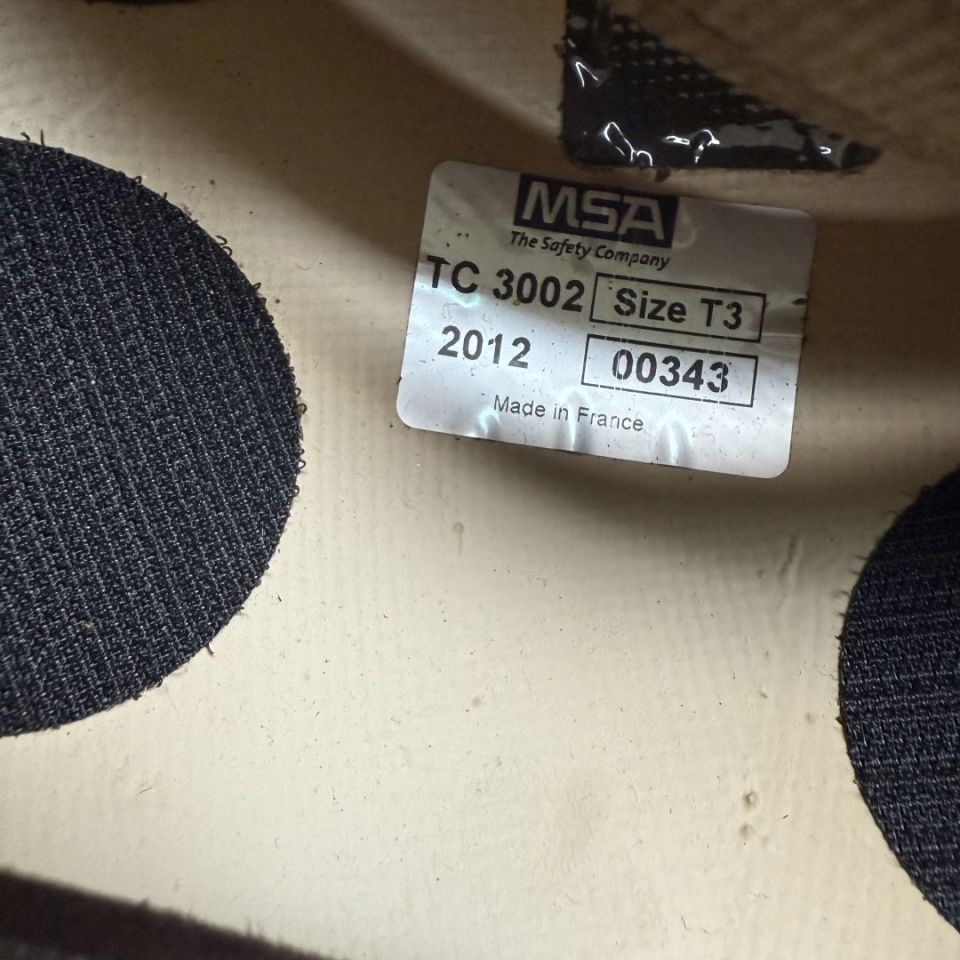 MSA
The Safety Company
TC 3002 Size T3
2012 00343
Made in France